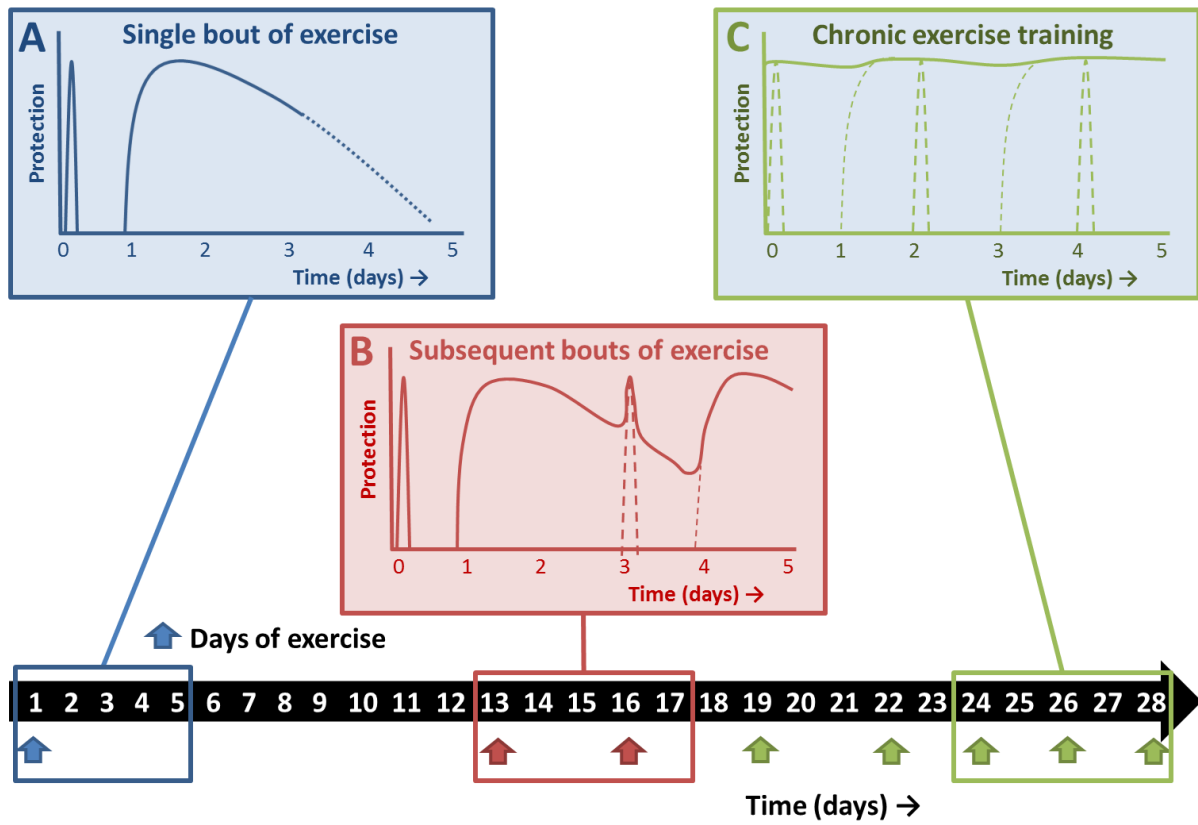 A Single bout of exercise
Protection
0 1 2 3 4 5
Time (days) →
C Chronic exercise training
Protection
0 1 2 3 4 5
Time (days) →
B Subsequent bouts of exercise
Protection
0 1 2 3 4 5
Time (days) →
Days of exercise
1 2 3 4 5 6 7 8 9 10 11 12 13 14 15 16 17 18 19 20 21 22 23 24 25 26 27 28
Time (days) →